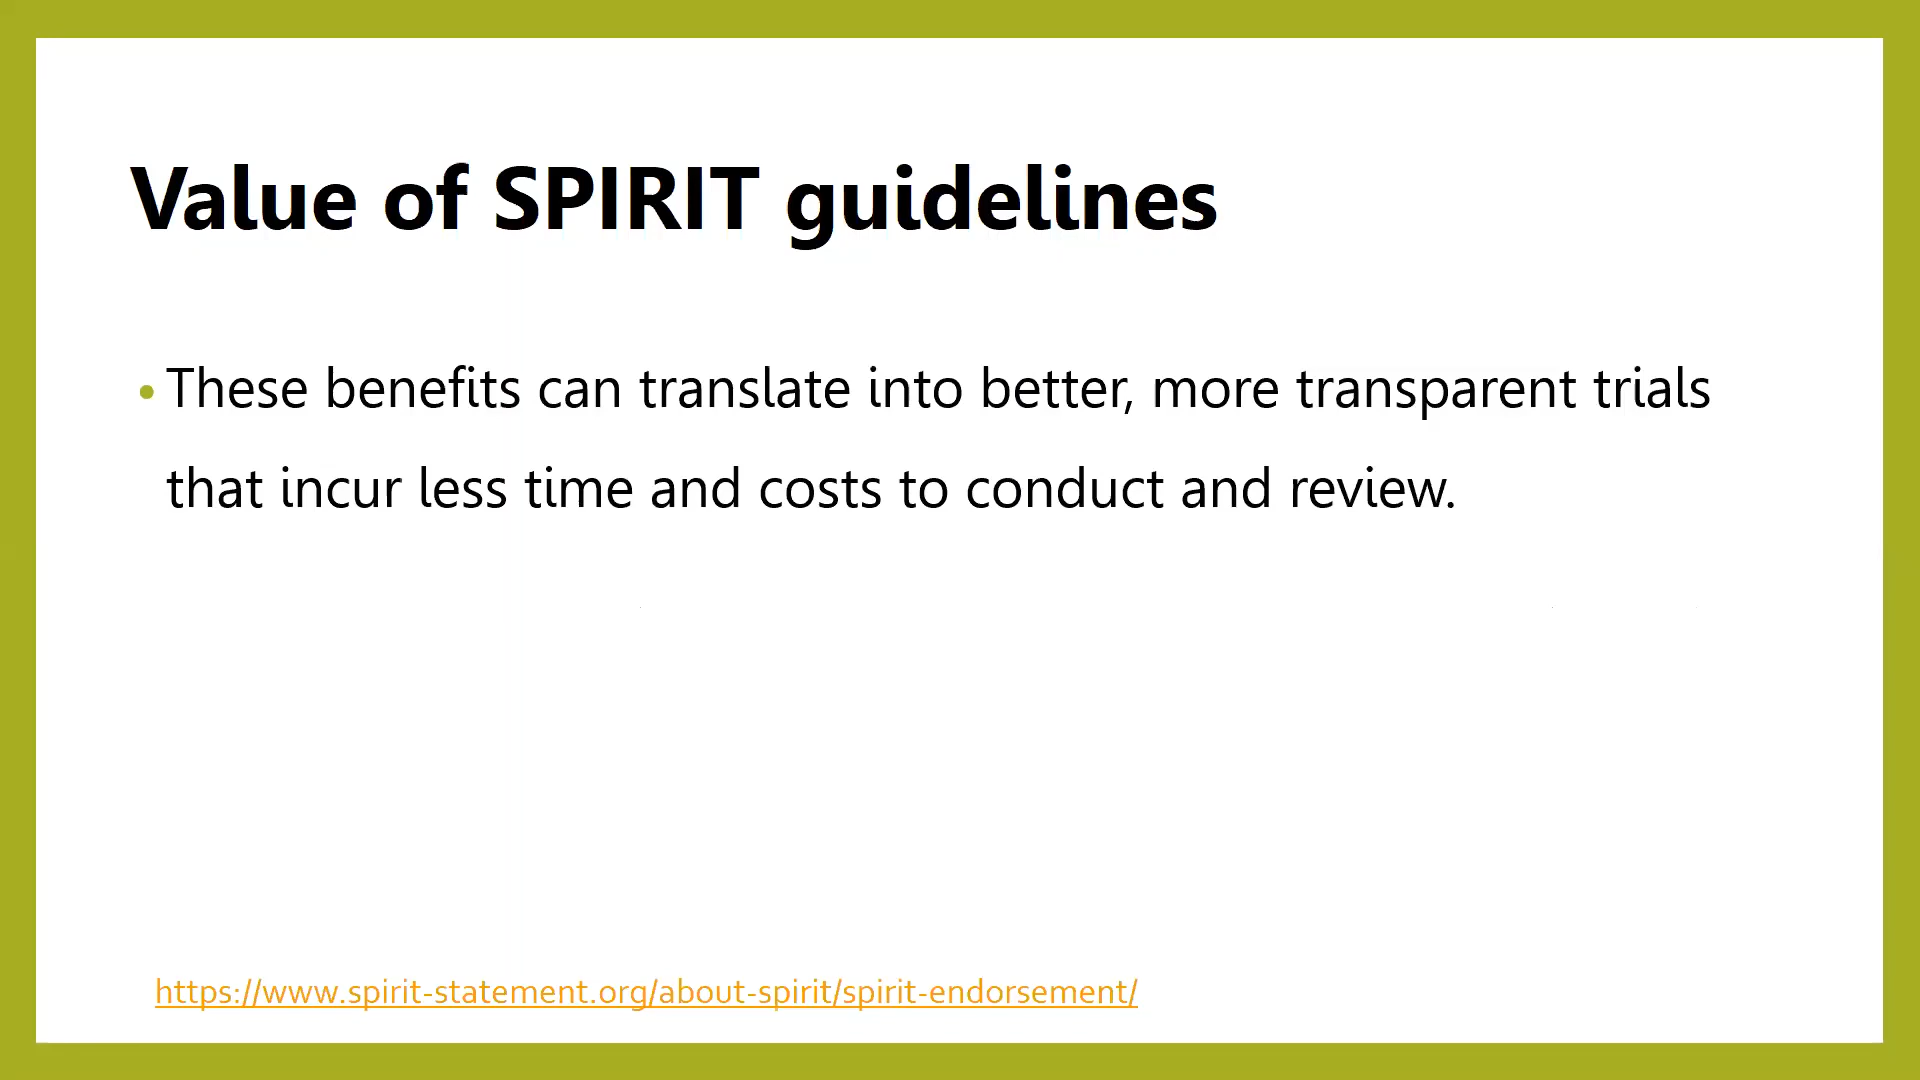 Value of SPIRIT guidelines
• These benefits can translate into better, more transparent trials
that incur less time and costs to conduct and review.
https://www.spirit-statement.org/about-spirit/spirit-endorsement/